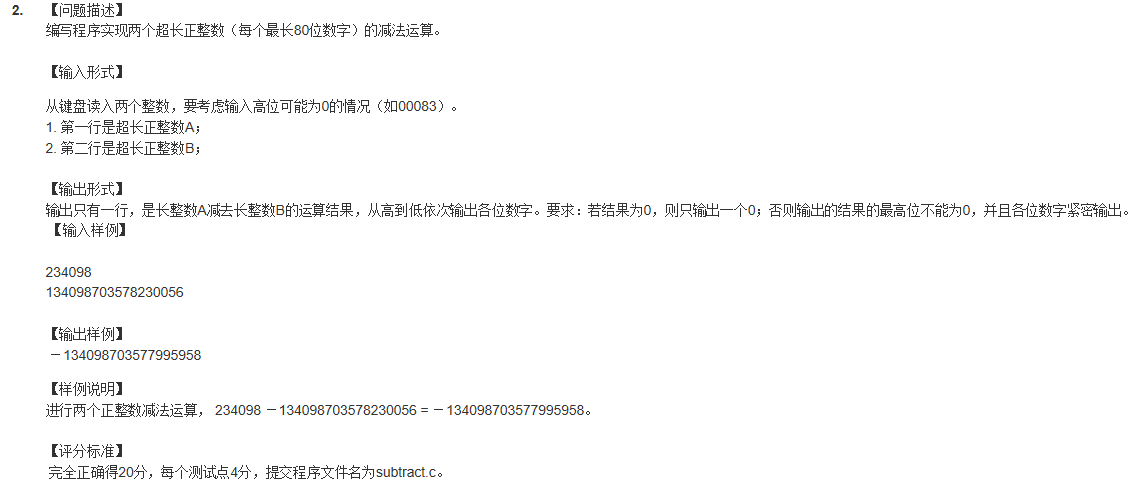 2. 【问题描述】
编写程序实现两个超长正整数（每个最长80位数字）的减法运算。
【输入形式】
从键盘读入两个整数，要考虑输入高位可能为0的情况（如00083）。
1. 第一行是超长正整数A；
2. 第二行是超长正整数B；
【输出形式】
输出只有一行，是长整数A减去长整数B的运算结果，从高到低依次输出各位数字。要求：若结果为0，则只输出一个0；否则输出的结果的最高位不能为0，并且各位数字紧密输出。
【输入样例】
234098
134098703578230056
【输出样例】
－134098703577995958
【样例说明】
进行两个正整数减法运算， 234098 －134098703578230056 = －134098703577995958。
【评分标准】
完全正确得20分，每个测试点4分，提交程序文件名为subtract.c。